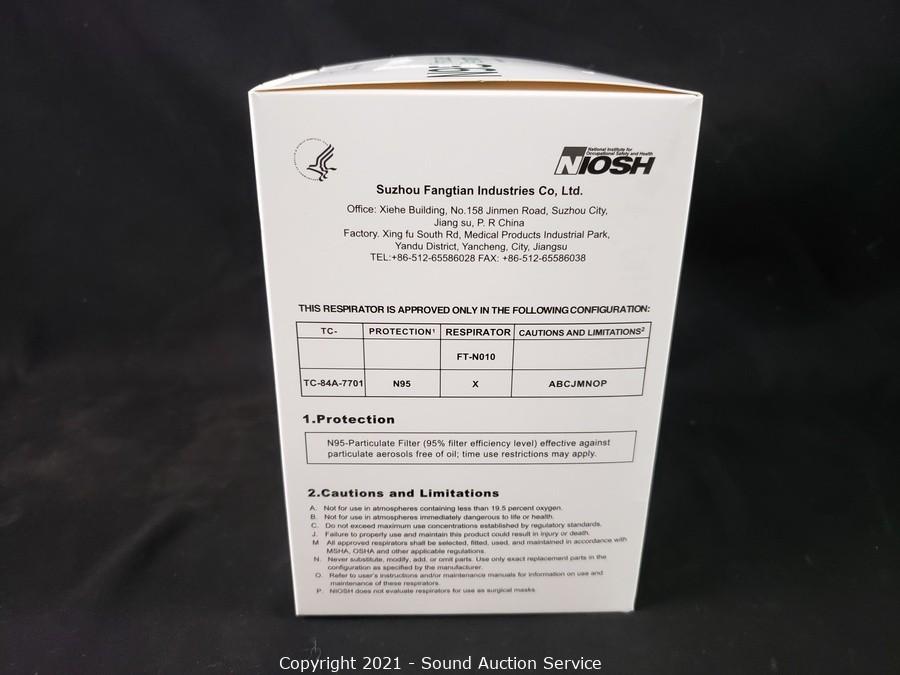 National Institute for
Occupational Safety and Health
NIOSH
Suzhou Fangtian Industries Co, Ltd.
Office: Xiehe Building, No.158 Jinmen Road, Suzhou City,
Jiang su, P. R China
Factory. Xing fu South Rd, Medical Products Industrial Park,
Yandu District, Yancheng, City, Jiangsu
TEL:+86-512-65586028 FAX: +86-512-65586038
THIS RESPIRATOR IS APPROVED ONLY IN THE FOLLOWING CONFIGURATION:
TC- PROTECTION¹ RESPIRATOR CAUTIONS AND LIMITATIONS²
FT-N010
TC-84A-7701 N95 X ABCJMNOP
1.Protection
N95-Particulate Filter (95% filter efficiency level) effective against
particulate aerosols free of oil; time use restrictions may apply.
2.Cautions and Limitations
A. Not for use in atmospheres containing less than 19.5 percent oxygen.
B. Not for use in atmospheres immediately dangerous to life or health.
C. Do not exceed maximum use concentrations established by regulatory standards.
J. Failure to properly use and maintain this product could result in injury or death.
M All approved respirators shall be selected, fitted, used, and maintained in accordance with
MSHA, OSHA and other applicable regulations.
N. Never substitute, modify, add, or omit parts. Use only exact replacement parts in the
configuration as specified by the manufacturer.
O. Refer to user's instructions and/or maintenance manuals for information on use and
maintenance of these respirators.
P. NIOSH does not evaluate respirators for use as surgical masks.
Copyright 2021 - Sound Auction Service